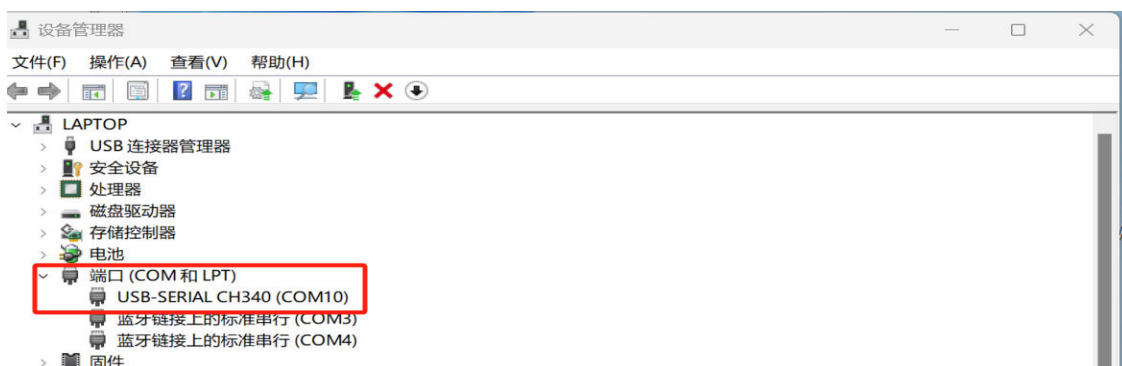 设备管理器
文件(F) 操作(A) 查看(V) 帮助(H)
LAPTOP
USB 连接器管理器
安全设备
处理器
磁盘驱动器
存储控制器
电池
端口 (COM 和 LPT)
USB-SERIAL CH340 (COM10)
蓝牙链接上的标准串行 (COM3)
蓝牙链接上的标准串行 (COM4)
固件